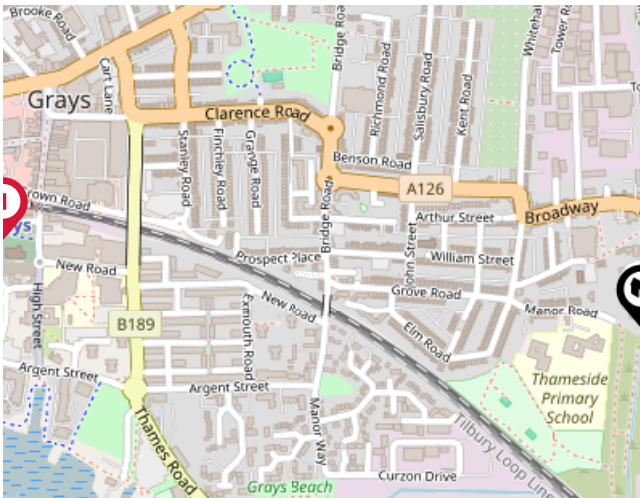 Brooke Road
Cart Lane
Grays
Clarence Road
Bridge Road
Richmond Road
Salisbury Road
Kent Road
Tower
Stanley Road
Finchley Road
Grange Road
Benson Road
A126
Arthur Street
Broadway
Bridge Road
John Street
William Street
Prospect Place
New Road
High Street
New Road
Grove Road
Manor Road
B189
Exmouth Road
Elm Road
Argent Street
Argent Street
Thameside
Primary
School
Thames Road
Manor Way
Tilbury Loop Line
Curzon Drive
Grays Beach